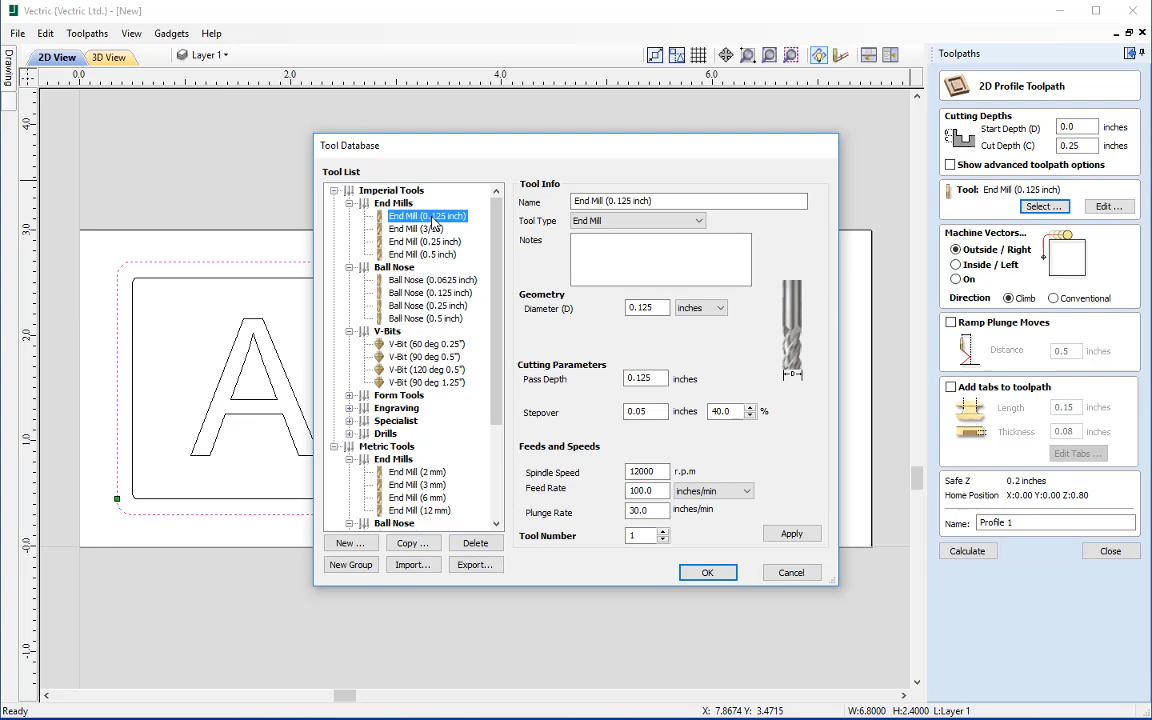 Vectric (Vectric Ltd.) - [New]
File Edit Toolpaths View Gadgets Help
2D View 3D View Layer 1
Drawing
0.0 2.0 4.0 6.0
4.0
3.0
2.0
1.0
-0.0
-1.0
A
Tool Database
Tool List
Imperial Tools
End Mills
End Mill (0.125 inch)
End Mill (0.25 inch)
End Mill (0.5 inch)
Ball Nose
Ball Nose (0.0625 inch)
Ball Nose (0.125 inch)
Ball Nose (0.25 inch)
Ball Nose (0.5 inch)
V-Bits
V-Bit (60 deg 0.25")
V-Bit (90 deg 0.5")
V-Bit (120 deg 0.5")
V-Bit (90 deg 1.25")
Form Tools
Engraving
Specialist
Drills
Metric Tools
End Mills
End Mill (2 mm)
End Mill (3 mm)
End Mill (6 mm)
End Mill (12 mm)
Ball Nose
New ... Copy ... Delete
New Group Import... Export...
Tool Info
Name End Mill (0.125 inch)
Tool Type End Mill
Notes
Geometry
Diameter (D) 0.125 inches
D
Cutting Parameters
Pass Depth 0.125 inches
Stepover 0.05 inches 40.0 %
Feeds and Speeds
Spindle Speed 12000 r.p.m
Feed Rate 100.0 inches/min
Plunge Rate 30.0 inches/min
Tool Number 1
Apply
OK Cancel
Toolpaths
2D Profile Toolpath
Cutting Depths
Start Depth (D) 0.0 inches
Cut Depth (C) 0.25 inches
Show advanced toolpath options
Tool: End Mill (0.125 inch)
Select ... Edit ...
Machine Vectors...
Outside / Right
Inside / Left
On
Direction Climb Conventional
Ramp Plunge Moves
Distance 0.5 inches
Add tabs to toolpath
Length 0.15 inches
Thickness 0.08 inches
Edit Tabs ...
Safe Z 0.2 inches
Home Position X:0.00 Y:0.00 Z:0.80
Name: Profile 1
Calculate Close
Ready X: 7.8674 Y: 3.4715 W:6.8000 H:2.4000 L:Layer 1